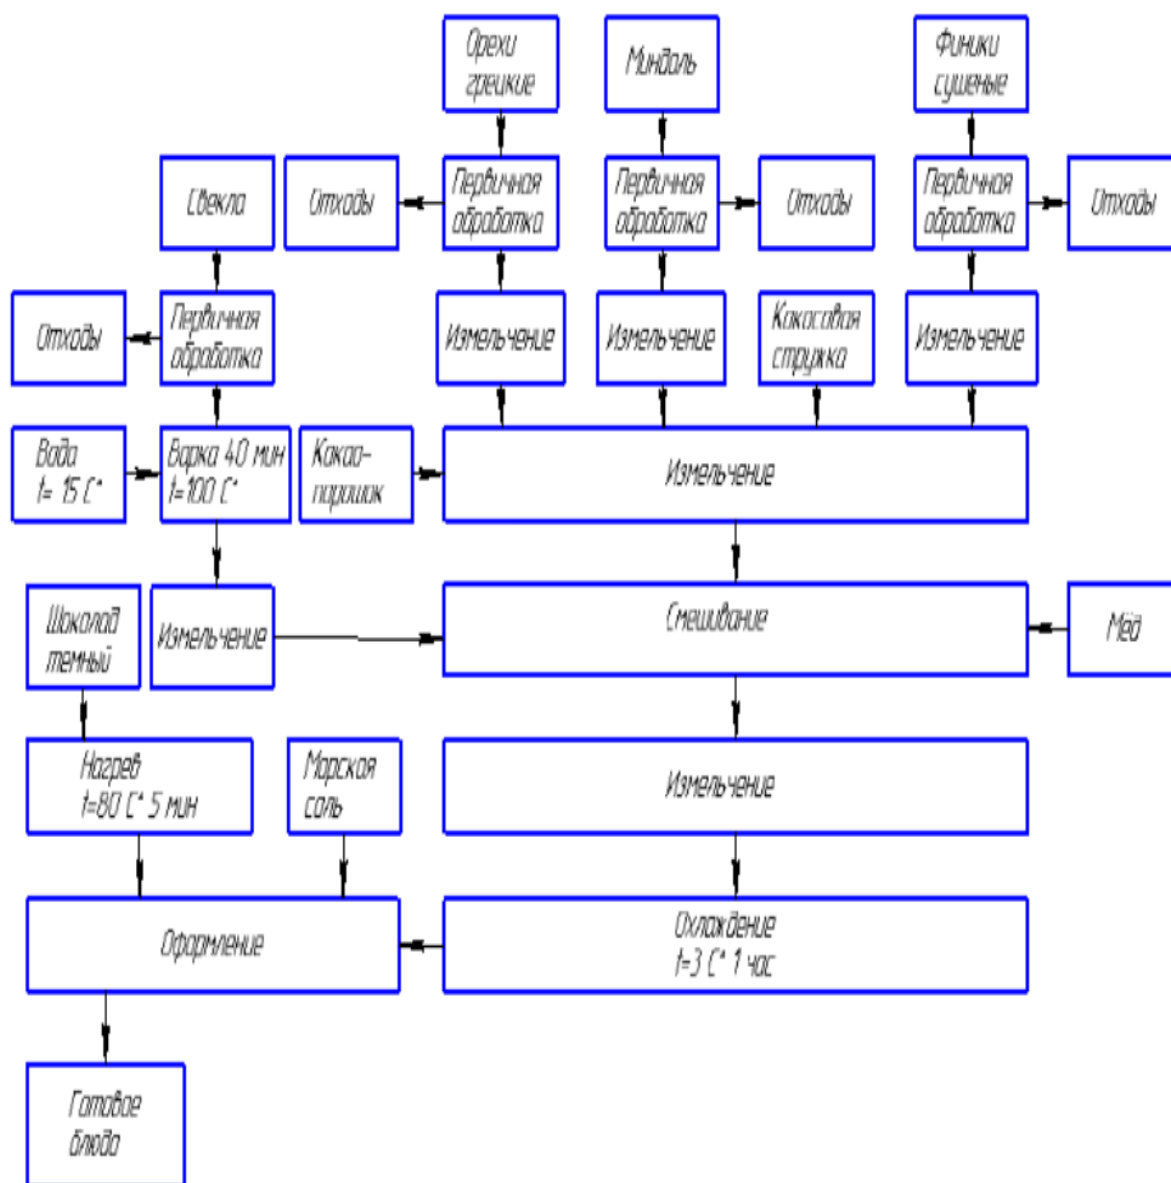 Орехи
грецкие
Миндаль
Финики
сушеные
Свекла
Отходы
Первичная
обработка
Первичная
обработка
Отходы
Первичная
обработка
Отходы
Отходы
Первичная
обработка
Измельчение
Измельчение
Кокосовая
стружка
Измельчение
Вода
t= 15 C°
Варка 40 мин
t=100 C°
Какао-
порошок
Измельчение
Шоколад
темный
Измельчение
Смешивание
Мёд
Нагрев
t=80 C° 5 мин
Морская
соль
Измельчение
Оформление
Охлаждение
t=3 C° 1 час
Готовое
блюдо